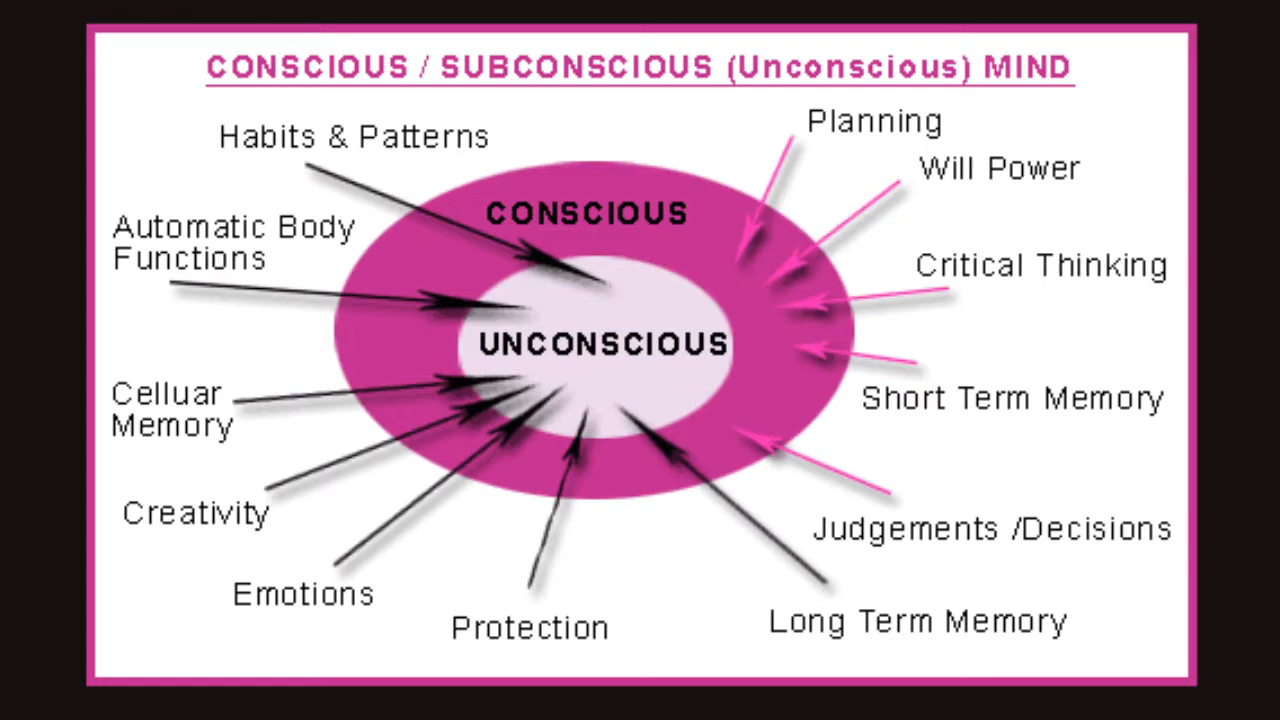 CONSCIOUS / SUBCONSCIOUS (Unconscious) MIND
Habits & Patterns
Planning
Will Power
Automatic Body
Functions
CONSCIOUS
Critical Thinking
UNCONSCIOUS
Celluar
Memory
Short Term Memory
Creativity
Judgements /Decisions
Emotions
Protection
Long Term Memory